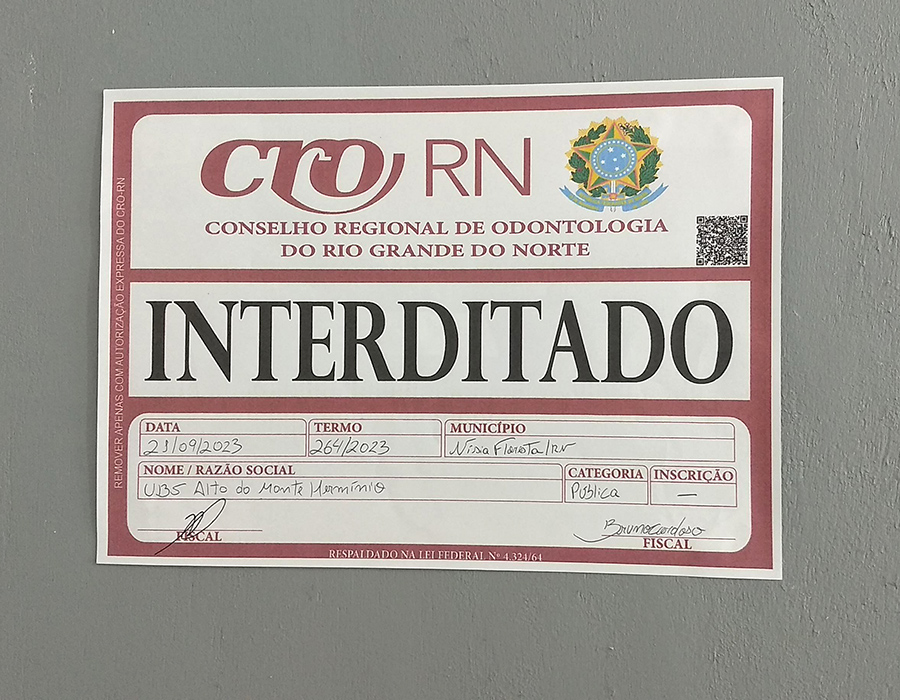 cro RN
CONSELHO REGIONAL DE ODONTOLOGIA
DO RIO GRANDE DO NORTE
INTERDITADO
DATA TERMO MUNICÍPIO
21/09/2023 264/2023 Nísia Floresta/RN
NOME / RAZÃO SOCIAL CATEGORIA INSCRIÇÃO
UBS Alto do Monte Hermínio Pública —
Bruno Cardoso
FISCAL FISCAL
RESPALDADO NA LEI FEDERAL Nº 4.324/64
REMOVER APENAS COM AUTORIZAÇÃO EXPRESSA DO CRO-RN